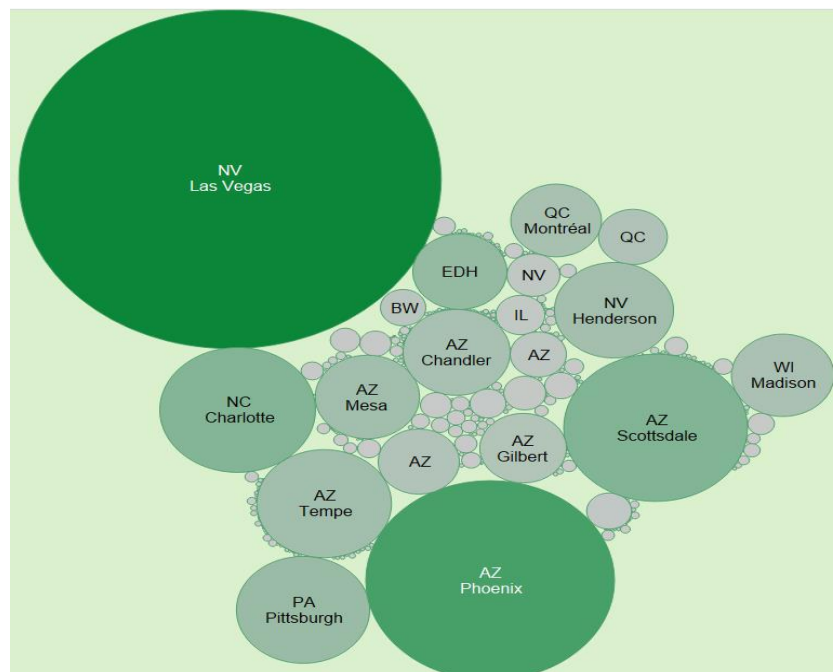 NV
Las Vegas
QC
Montréal
QC
EDH
NV
BW
IL
NV
Henderson
AZ
Chandler
AZ
WI
Madison
NC
Charlotte
AZ
Mesa
AZ
Scottsdale
AZ
AZ
Gilbert
AZ
Tempe
AZ
Phoenix
PA
Pittsburgh